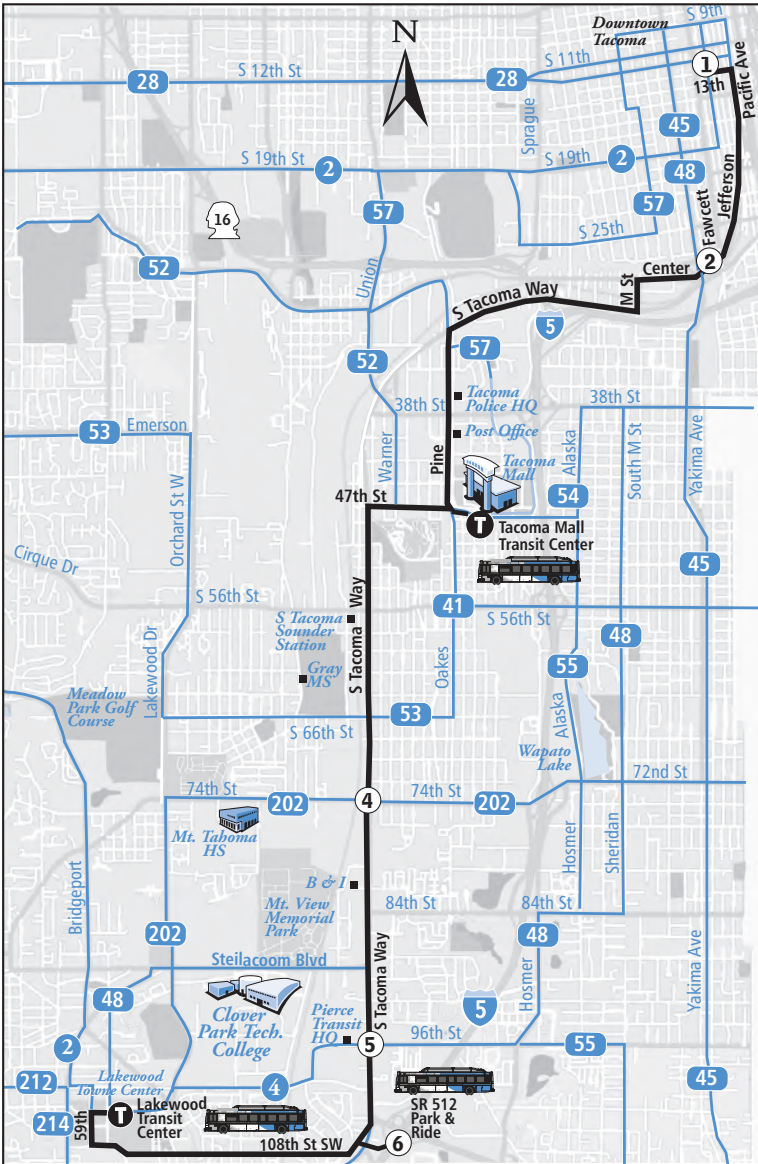 S 9th
Downtown
Tacoma
N
S 11th
1
13th
Pacific Ave
S 12th St
28
28
Sprague
45
S 19th St
2
S 19th
2
48
Jefferson
57
57
Fawcett
16
S 25th
52
Union
M St
Center
2
S Tacoma Way
5
52
57
Tacoma
Police HQ
38th St
38th St
Post Office
53
Emerson
Warner
Pine
Tacoma
Mall
Alaska
South M St
Yakima Ave
Orchard St W
47th St
54
T
Tacoma Mall
Transit Center
Cirque Dr
45
S 56th St
S Tacoma Way
41
S 56th St
S Tacoma
Sounder
Station
48
Gray
MS
Oakes
55
Lakewood Dr
Meadow
Park Golf
Course
53
Alaska
S 66th St
Wapato
Lake
72nd St
74th St
202
4
74th St
202
Mt. Tahoma
HS
Hosmer
Sheridan
B & I
Bridgeport
Mt. View
Memorial
Park
84th St
84th St
202
48
Steilacoom Blvd
S Tacoma Way
Hosmer
Yakima Ave
48
Clover
Park Tech.
College
Pierce
Transit
HQ
5
96th St
5
55
2
212
Lakewood
Towne Center
4
45
214
59th
T
Lakewood
Transit
Center
SR 512
Park &
Ride
108th St SW
6